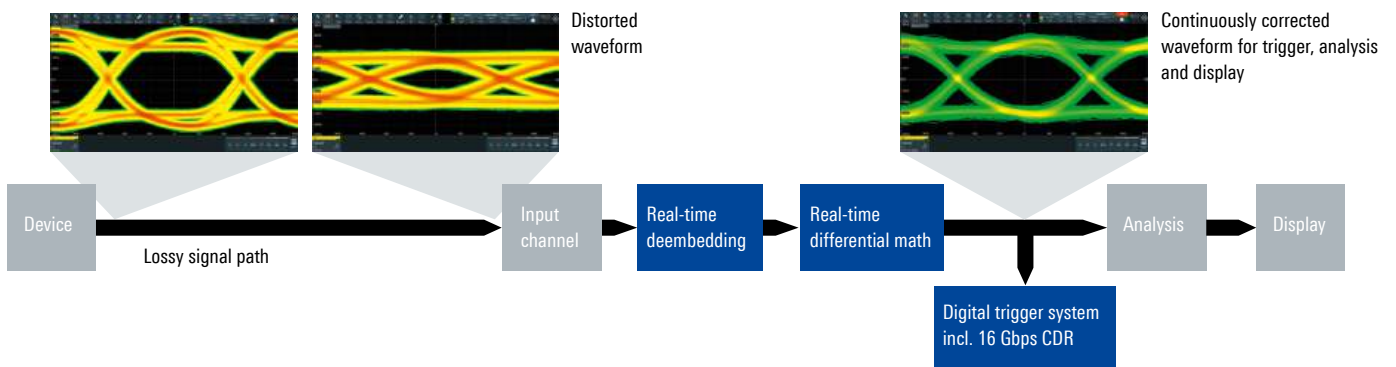 Distorted
waveform
Continuously corrected
waveform for trigger, analysis
and display
Device
Lossy signal path
Input
channel
Real-time
deembedding
Real-time
differential math
Analysis
Display
Digital trigger system
incl. 16 Gbps CDR